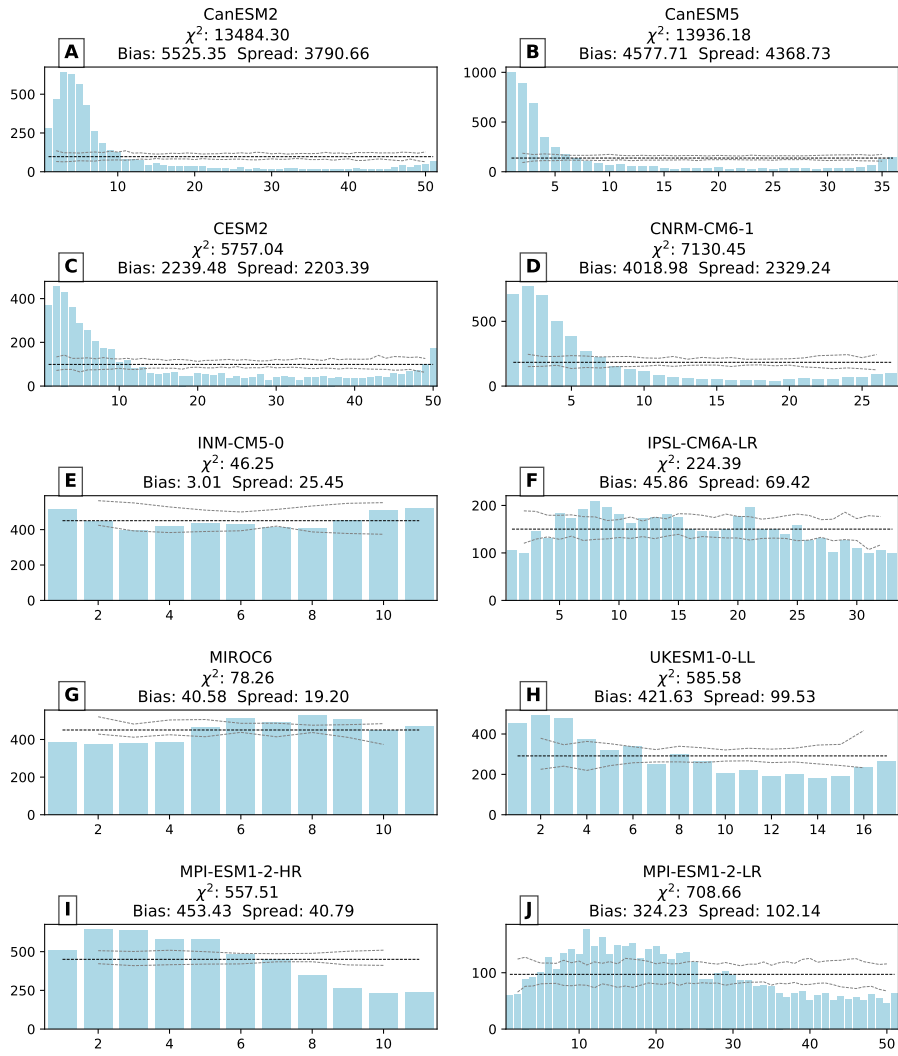 CanESM2
χ²: 13484.30
A
Bias: 5525.35 Spread: 3790.66
500
250
0
10
20
30
40
50
CanESM5
χ²: 13936.18
B
Bias: 4577.71 Spread: 4368.73
1000
500
0
5
10
15
20
25
30
35
CESM2
χ²: 5757.04
C
Bias: 2239.48 Spread: 2203.39
400
200
0
10
20
30
40
50
CNRM-CM6-1
χ²: 7130.45
D
Bias: 4018.98 Spread: 2329.24
500
0
5
10
15
20
25
INM-CM5-0
χ²: 46.25
E
Bias: 3.01 Spread: 25.45
400
200
0
2
4
6
8
10
IPSL-CM6A-LR
χ²: 224.39
F
Bias: 45.86 Spread: 69.42
200
100
0
5
10
15
20
25
30
MIROC6
χ²: 78.26
G
Bias: 40.58 Spread: 19.20
400
200
0
2
4
6
8
10
UKESM1-0-LL
χ²: 585.58
H
Bias: 421.63 Spread: 99.53
400
200
0
2
4
6
8
10
12
14
16
MPI-ESM1-2-HR
χ²: 557.51
I
Bias: 453.43 Spread: 40.79
500
250
0
2
4
6
8
10
MPI-ESM1-2-LR
χ²: 708.66
J
Bias: 324.23 Spread: 102.14
100
0
10
20
30
40
50